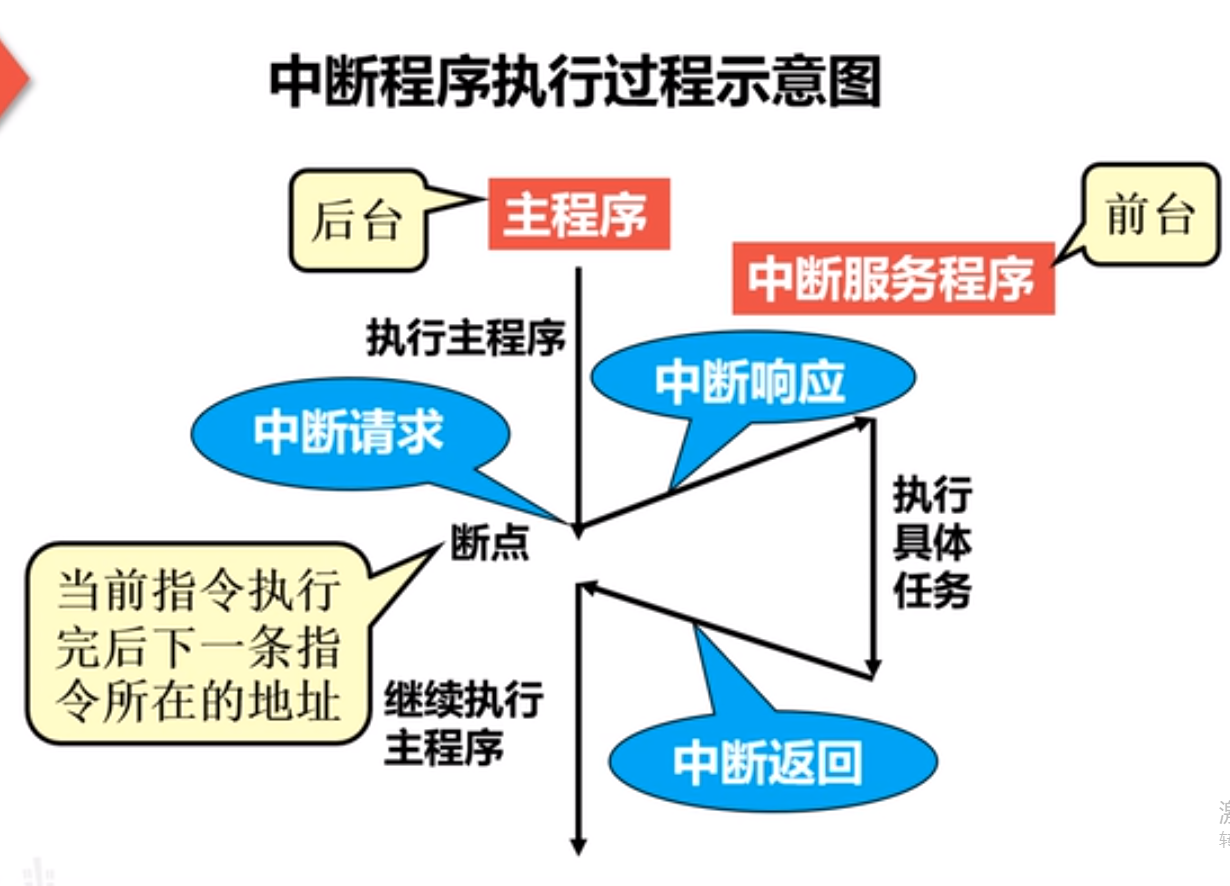 中断程序执行过程示意图
后台
主程序
前台
中断服务程序
执行主程序
中断响应
中断请求
执行
具体
任务
断点
当前指令执行
完后下一条指
令所在的地址
继续执行
主程序
中断返回